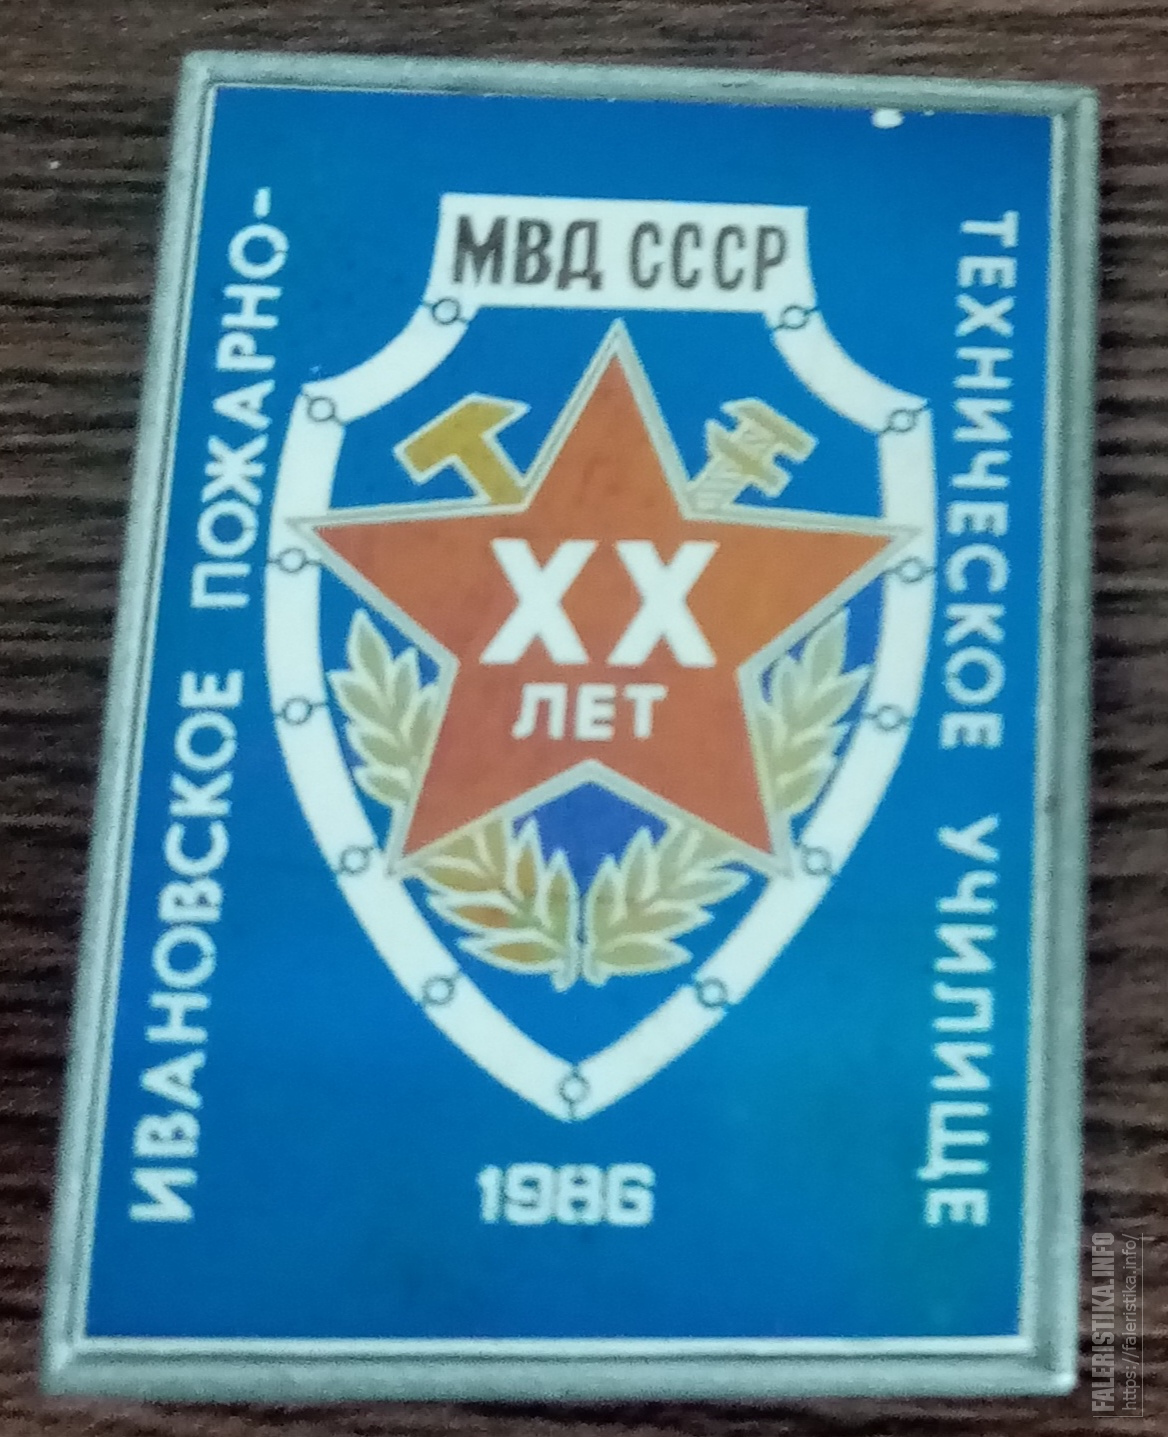 МВД СССР
ИВАНОВСКОЕ ПОЖАРНО-
ТЕХНИЧЕСКОЕ УЧИЛИЩЕ
XX
ЛЕТ
1986
FALERISTIKA.INFO
https://faleristika.info/